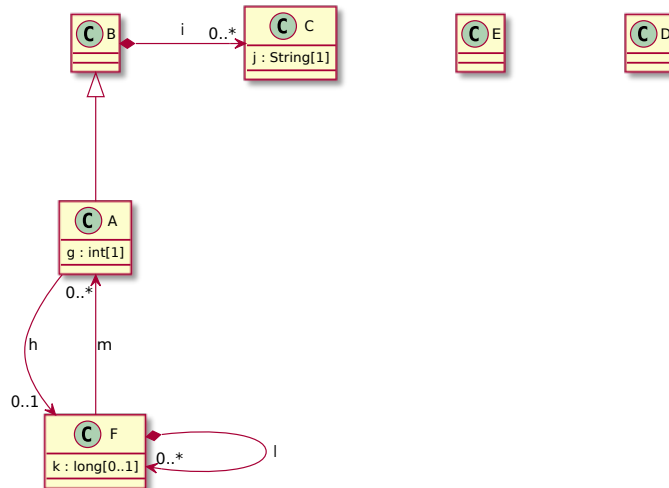 C B
i
0..*
C C
j : String[1]
C E
C D
C A
g : int[1]
0..*
h
m
0..1
C F
k : long[0..1]
0..*
l